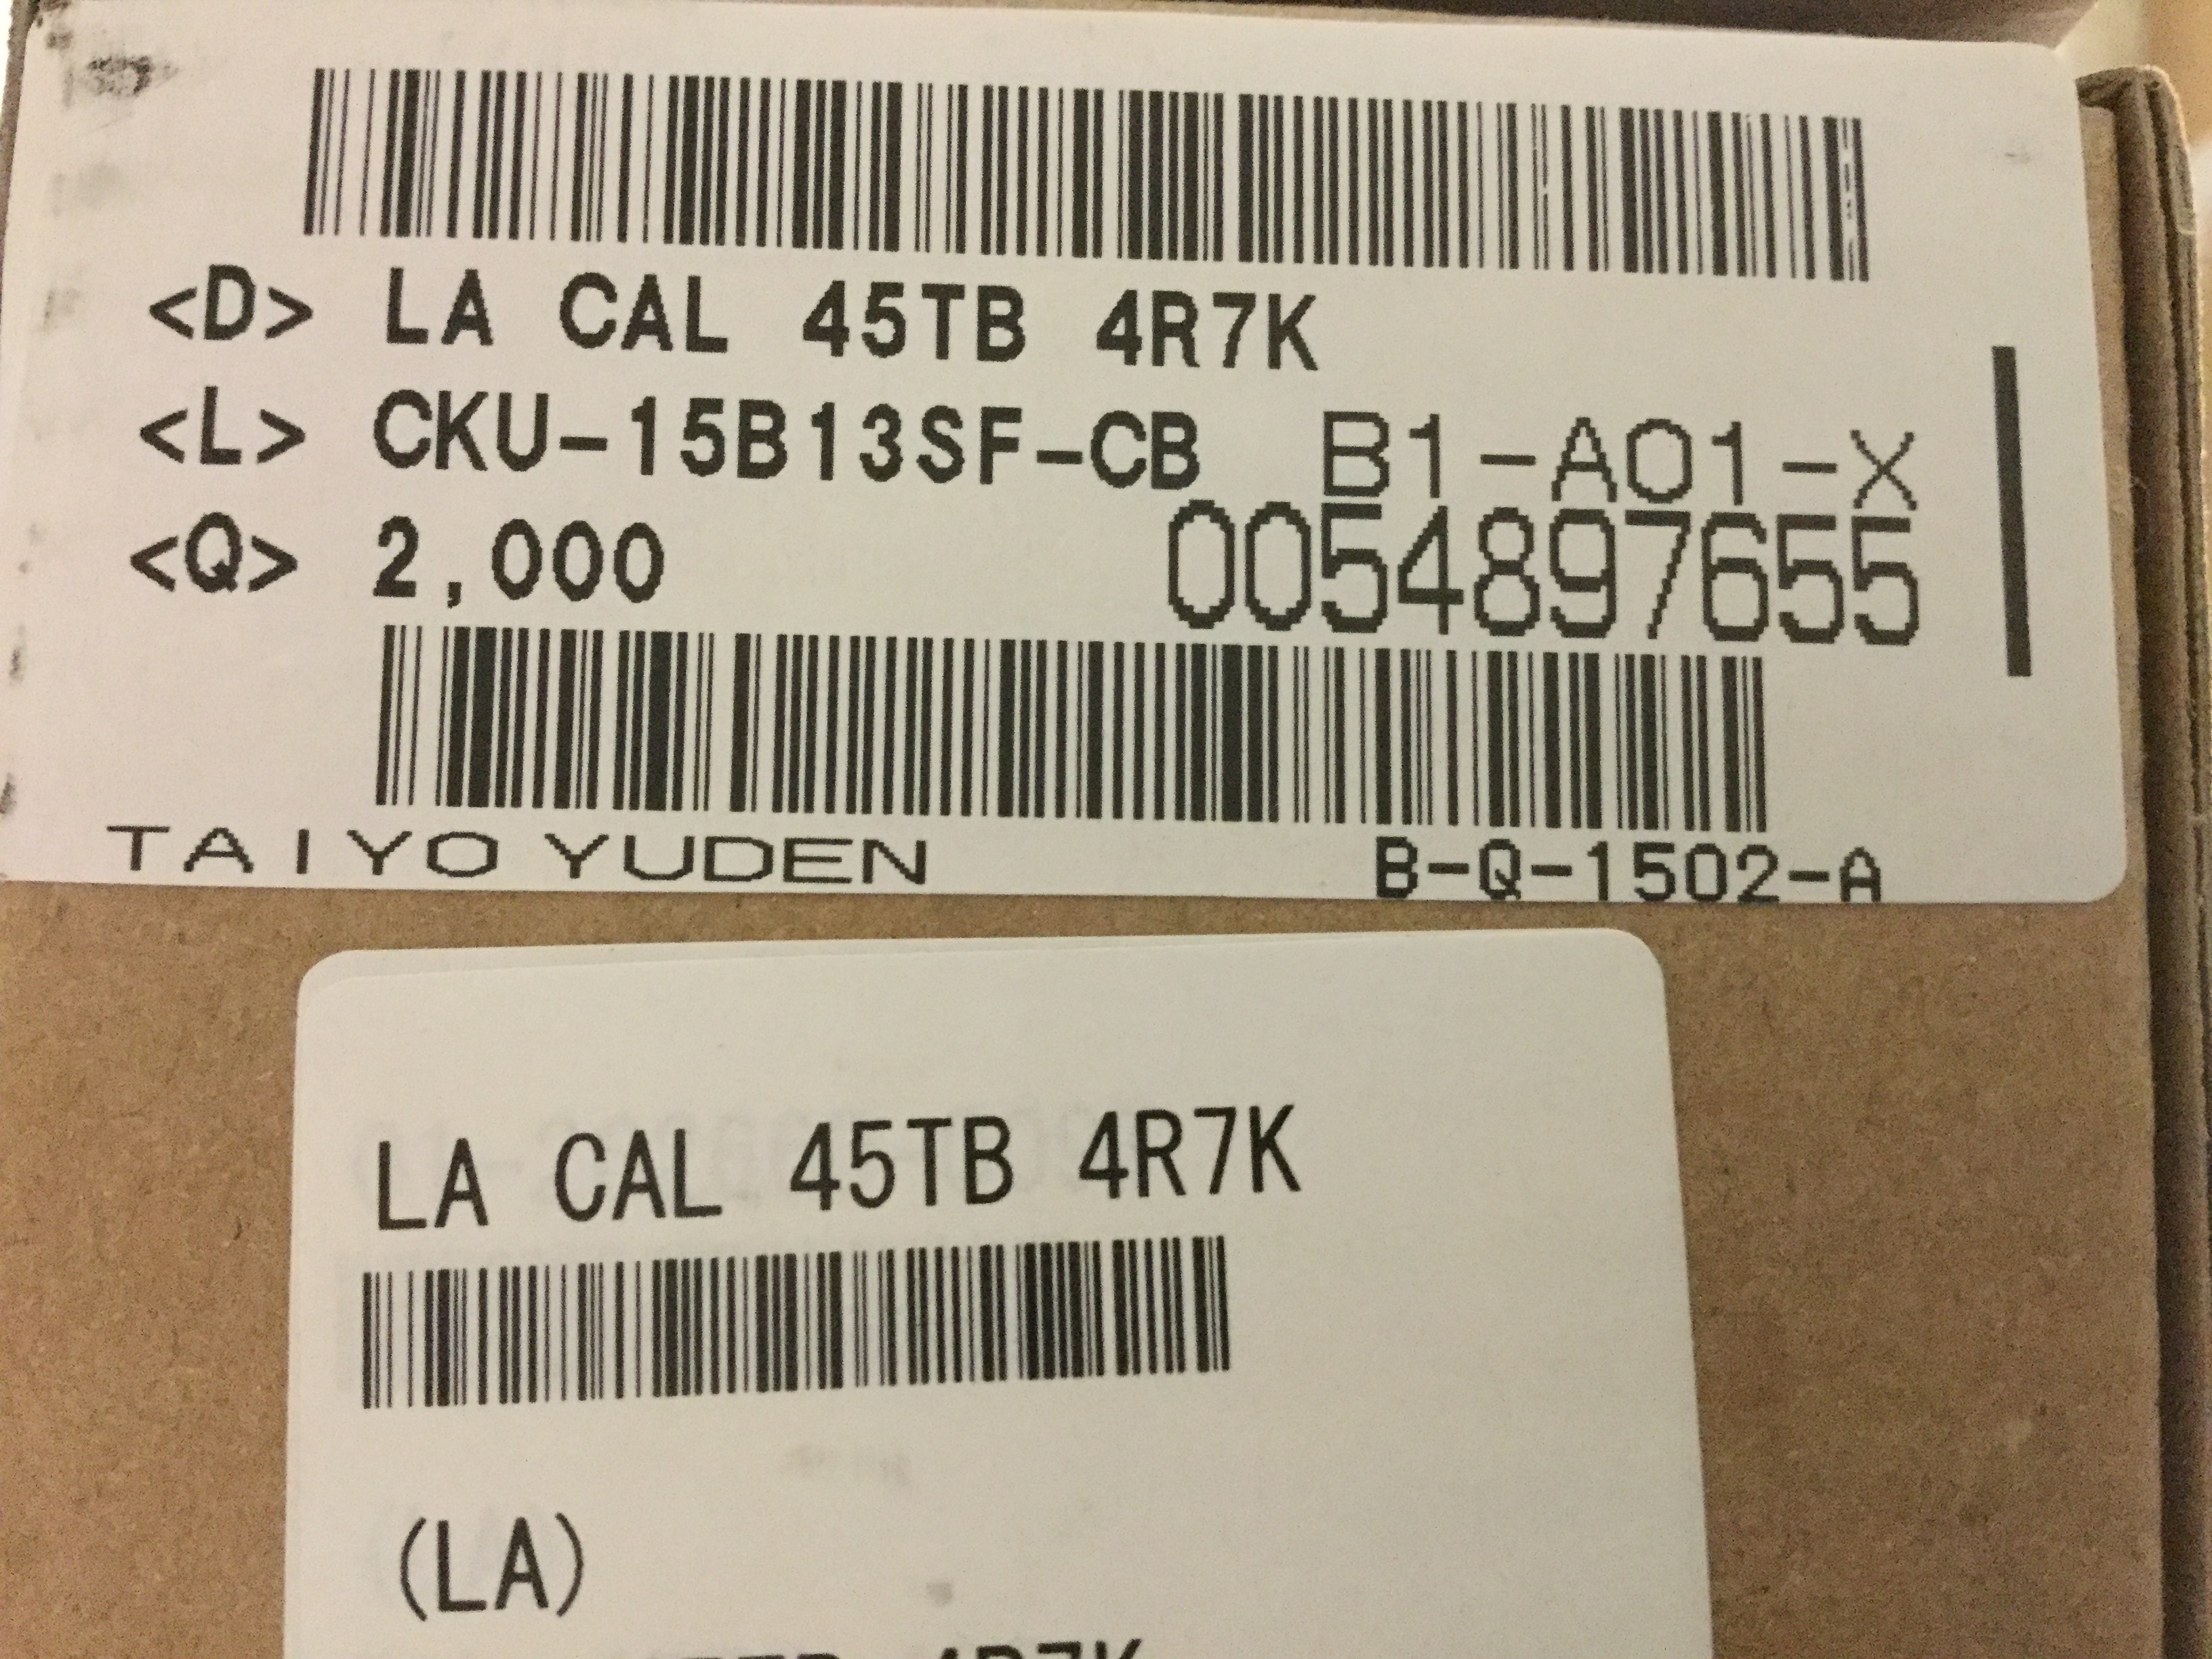 <D> LA CAL 45TB 4R7K
<L> CKU-15B13SF-CB B1-A01-X
<Q> 2,000 0054897655
TAIYO YUDEN B-Q-1502-A
LA CAL 45TB 4R7K
(LA)
4R7K